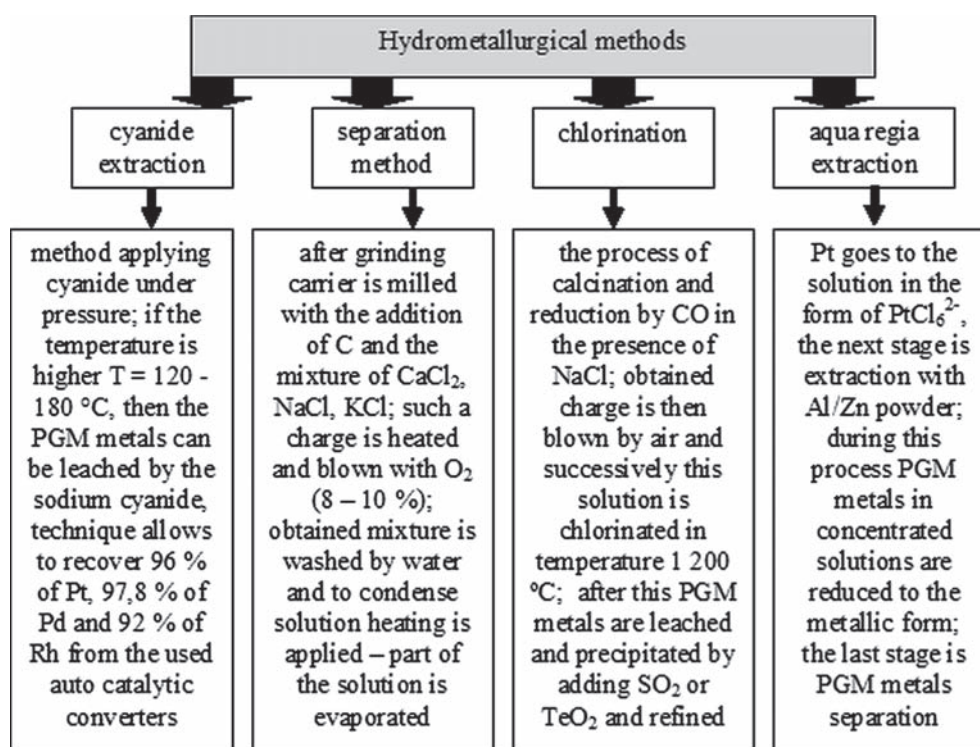 Hydrometallurgical methods
cyanide
extraction
separation
method
chlorination
aqua regia
extraction
method applying
cyanide under
pressure; if the
temperature is
higher T = 120 -
180 °C, then the
PGM metals can
be leached by the
sodium cyanide,
technique allows
to recover 96 %
of Pt, 97,8 % of
Pd and 92 % of
Rh from the used
auto catalytic
converters
after grinding
carrier is milled
with the addition
of C and the
mixture of CaCl₂,
NaCl, KCl; such a
charge is heated
and blown with O₂
(8 – 10 %);
obtained mixture is
washed by water
and to condense
solution heating is
applied – part of
the solution is
evaporated
the process of
calcination and
reduction by CO in
the presence of
NaCl; obtained
charge is then
blown by air and
successively this
solution is
chlorinated in
temperature 1 200
°C; after this PGM
metals are leached
and precipitated by
adding SO₂ or
TeO₂ and refined
Pt goes to the
solution in the
form of PtCl₆²⁻,
the next stage is
extraction with
Al/Zn powder;
during this
process PGM
metals in
concentrated
solutions are
reduced to the
metallic form;
the last stage is
PGM metals
separation